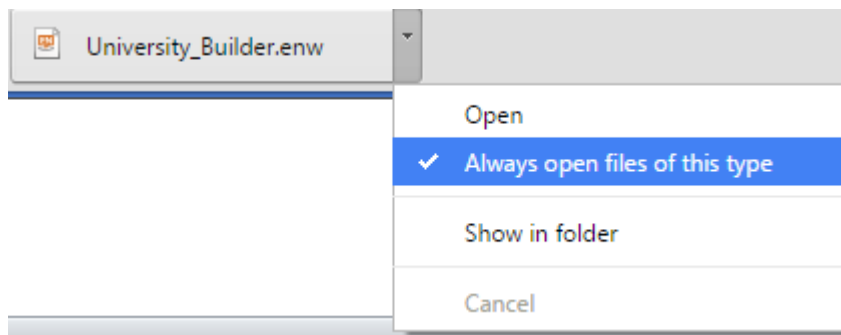 University_Builder.enw
Open
Always open files of this type
Show in folder
Cancel